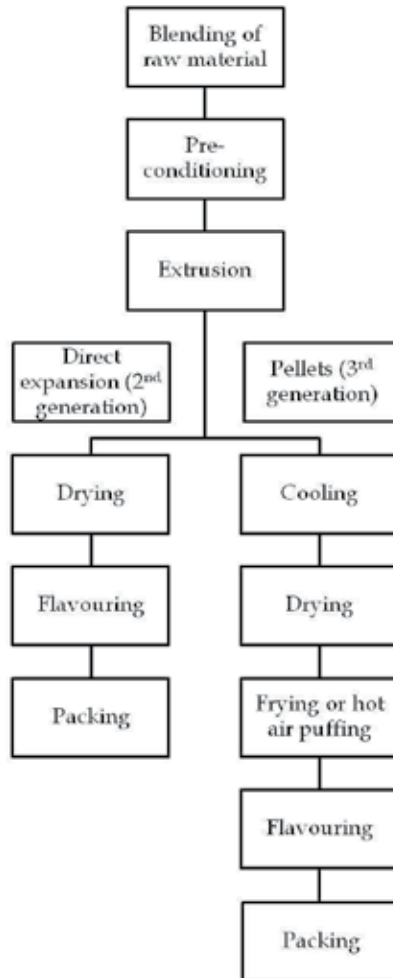 Blending of
raw material
Pre-
conditioning
Extrusion
Direct
expansion (2nd
generation)
Pellets (3rd
generation)
Drying
Cooling
Flavouring
Drying
Packing
Frying or hot
air puffing
Flavouring
Packing